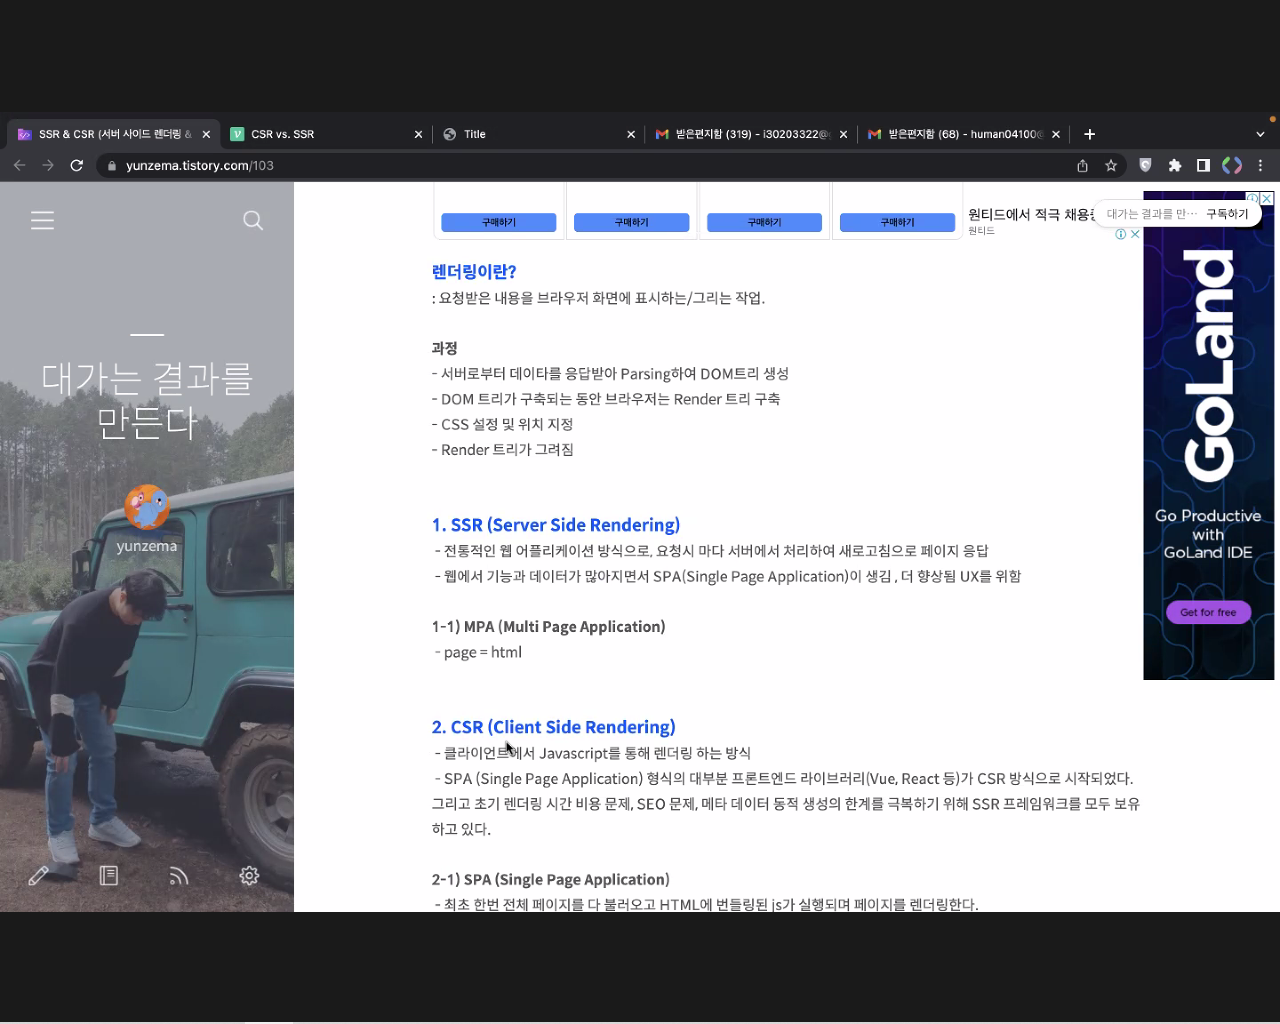 SSR & CSR (서버 사이드 렌더링 &
CSR vs. SSR
Title
받은편지함 (319) - i30203322@
받은편지함 (68) - human04100@
yunzema.tistory.com/103
구매하기
구매하기
구매하기
구매하기
원티드에서 적극 채용중
원티드
대가는 결과를 만…
구독하기
대가는 결과를
만든다
yunzema
렌더링이란?
: 요청받은 내용을 브라우저 화면에 표시하는/그리는 작업.
과정
- 서버로부터 데이타를 응답받아 Parsing하여 DOM트리 생성
- DOM 트리가 구축되는 동안 브라우저는 Render 트리 구축
- CSS 설정 및 위치 지정
- Render 트리가 그려짐
1. SSR (Server Side Rendering)
- 전통적인 웹 어플리케이션 방식으로, 요청시 마다 서버에서 처리하여 새로고침으로 페이지 응답
- 웹에서 기능과 데이터가 많아지면서 SPA(Single Page Application)이 생김 , 더 향상됨 UX를 위함
1-1) MPA (Multi Page Application)
- page = html
2. CSR (Client Side Rendering)
- 클라이언트에서 Javascript를 통해 렌더링 하는 방식
- SPA (Single Page Application) 형식의 대부분 프론트엔드 라이브러리(Vue, React 등)가 CSR 방식으로 시작되었다.
그리고 초기 렌더링 시간 비용 문제, SEO 문제, 메타 데이터 동적 생성의 한계를 극복하기 위해 SSR 프레임워크를 모두 보유
하고 있다.
2-1) SPA (Single Page Application)
- 최초 한번 전체 페이지를 다 불러오고 HTML에 번들링된 js가 실행되며 페이지를 렌더링한다.
GoLand
Go Productive
with
GoLand IDE
Get for free